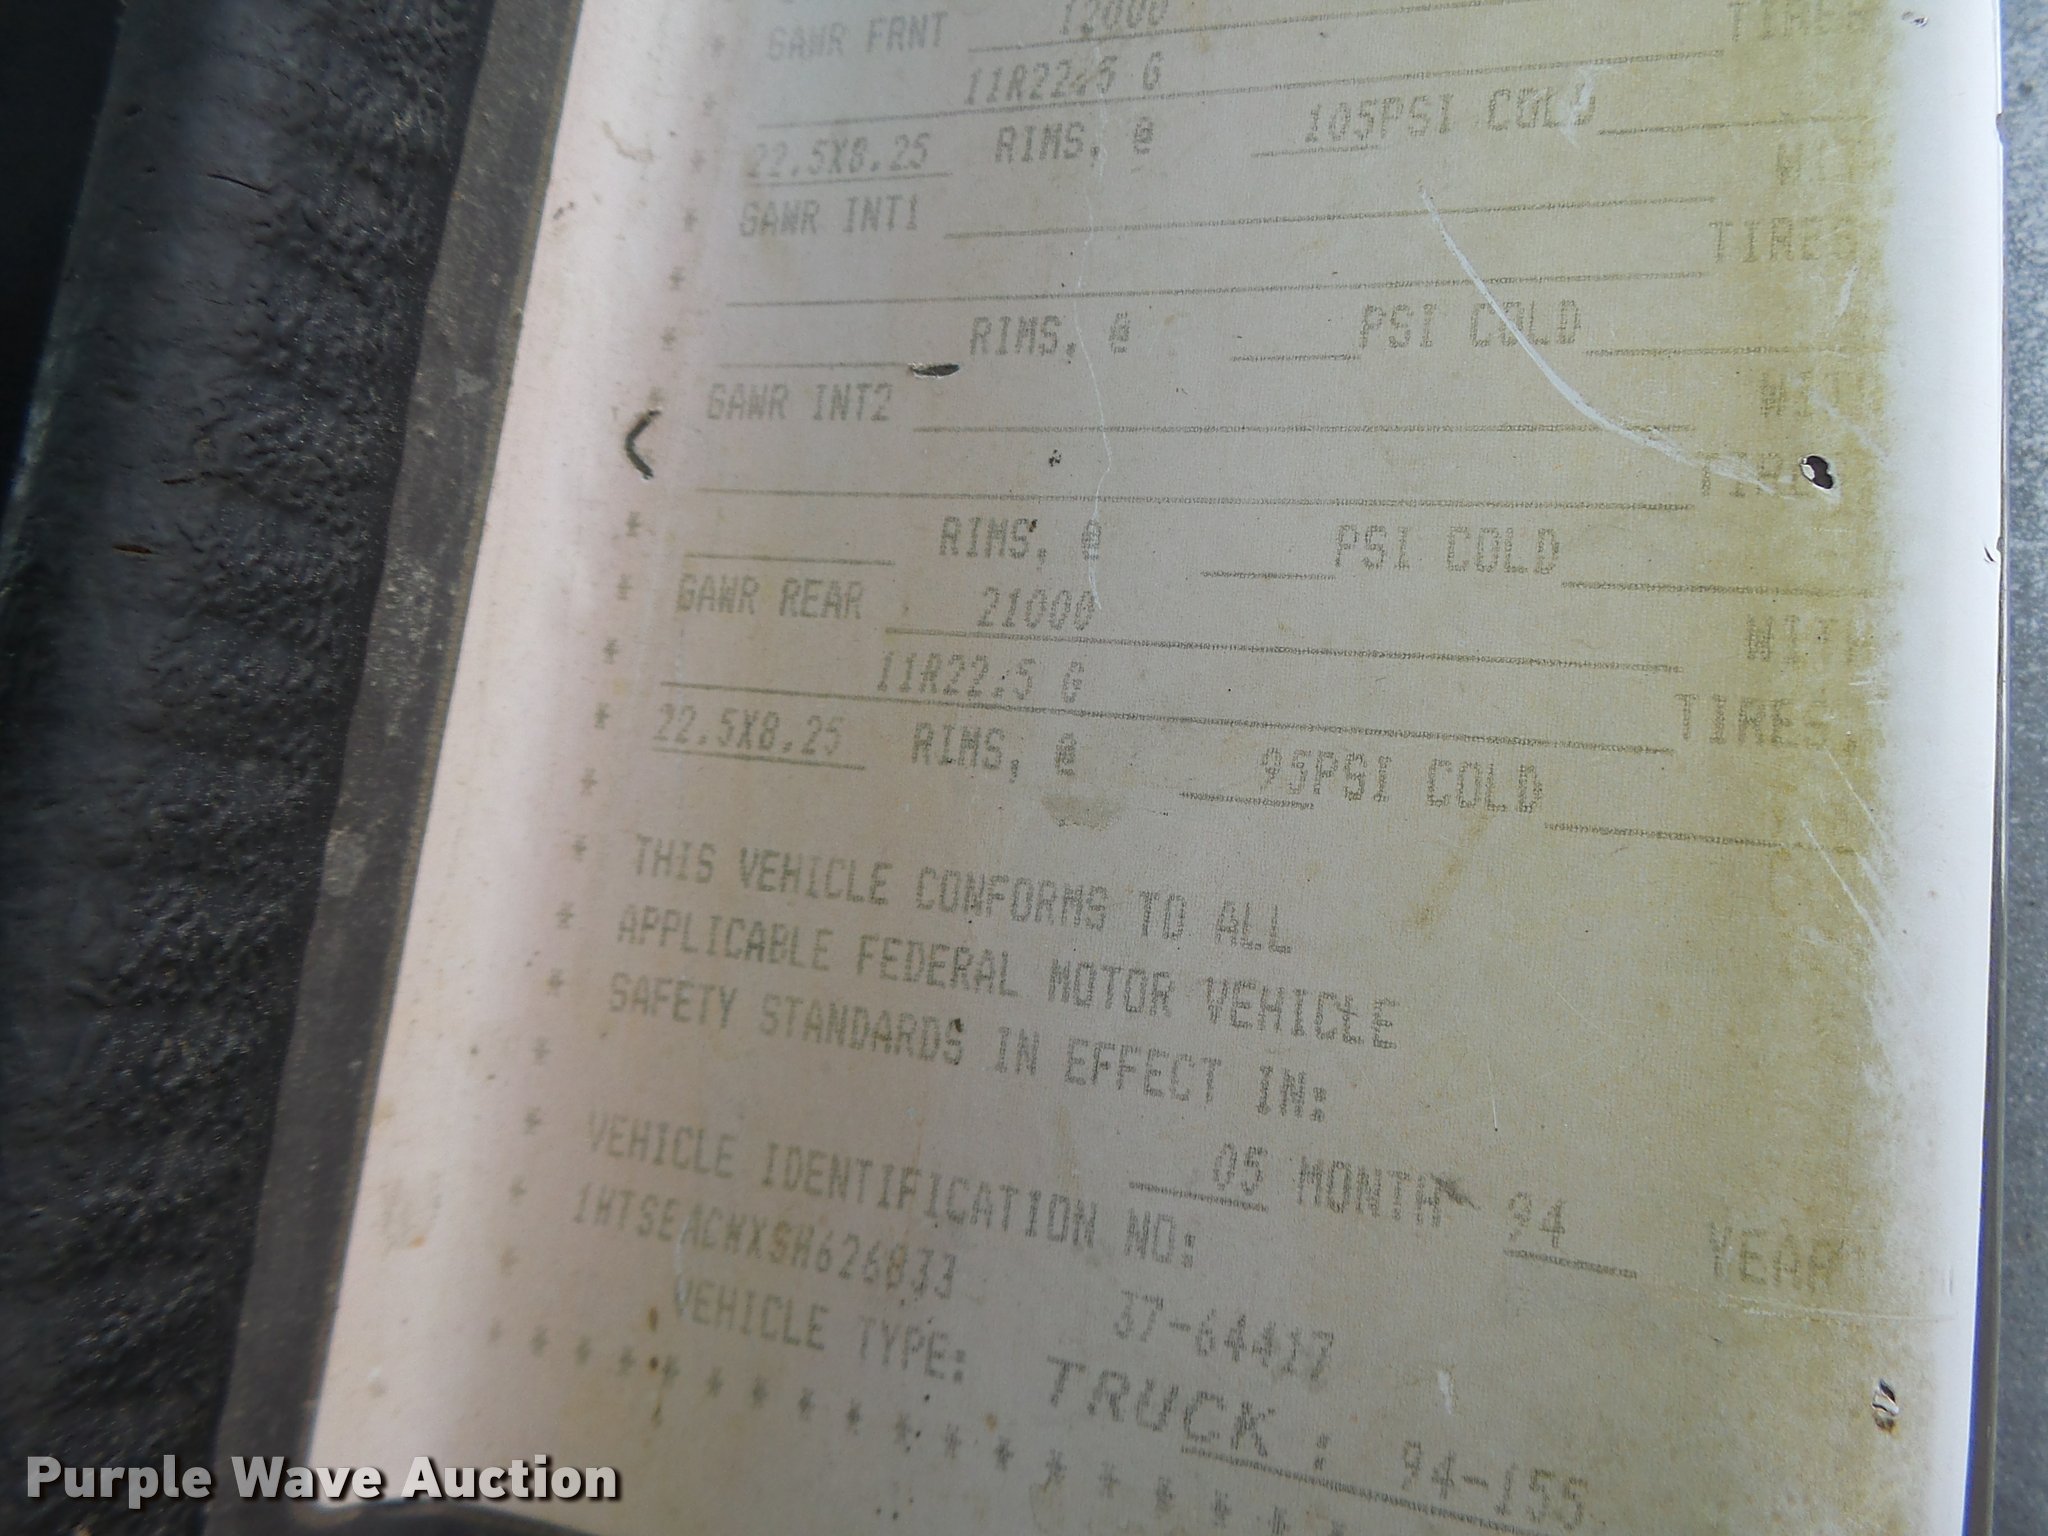 * GAWR FRNT 12000
* 11R22.5 G TIRES
* 22.5X8.25 RIMS, @ 105PSI COLD
* GAWR INT1
* TIRES
* RIMS, @ PSI COLD
* GAWR INT2
*
* RIMS, @ PSI COLD
* GAWR REAR 21000
* 11R22.5 G TIRES,
* 22.5X8.25 RIMS, @ 95PSI COLD
*
* THIS VEHICLE CONFORMS TO ALL
* APPLICABLE FEDERAL MOTOR VEHICLE
* SAFETY STANDARDS IN EFFECT IN:
* 05 MONTH 94 YEAR
* VEHICLE IDENTIFICATION NO:
* 37-64417
* VEHICLE TYPE: TRUCK : 94-155
* * * * * * * * * * * * * * * * * *
Purple Wave Auction